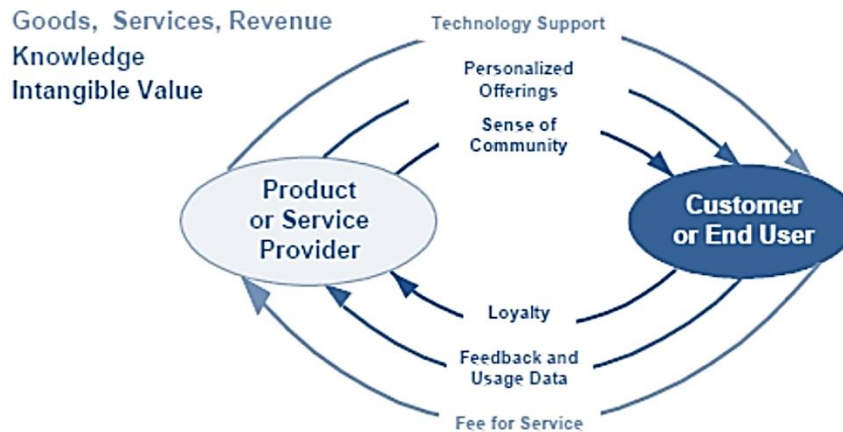 Goods, Services, Revenue
Knowledge
Intangible Value
Technology Support
Personalized
Offerings
Sense of
Community
Product
or Service
Provider
Customer
or End User
Loyalty
Feedback and
Usage Data
Fee for Service